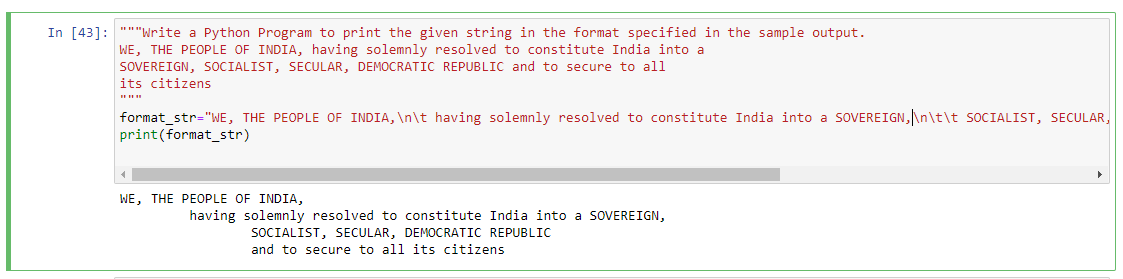 In [43]: """Write a Python Program to print the given string in the format specified in the sample output.
WE, THE PEOPLE OF INDIA, having solemnly resolved to constitute India into a
SOVEREIGN, SOCIALIST, SECULAR, DEMOCRATIC REPUBLIC and to secure to all
its citizens
"""
format_str="WE, THE PEOPLE OF INDIA,\n\t having solemnly resolved to constitute India into a SOVEREIGN,\n\t\t SOCIALIST, SECULAR,
print(format_str)
WE, THE PEOPLE OF INDIA,
having solemnly resolved to constitute India into a SOVEREIGN,
SOCIALIST, SECULAR, DEMOCRATIC REPUBLIC
and to secure to all its citizens